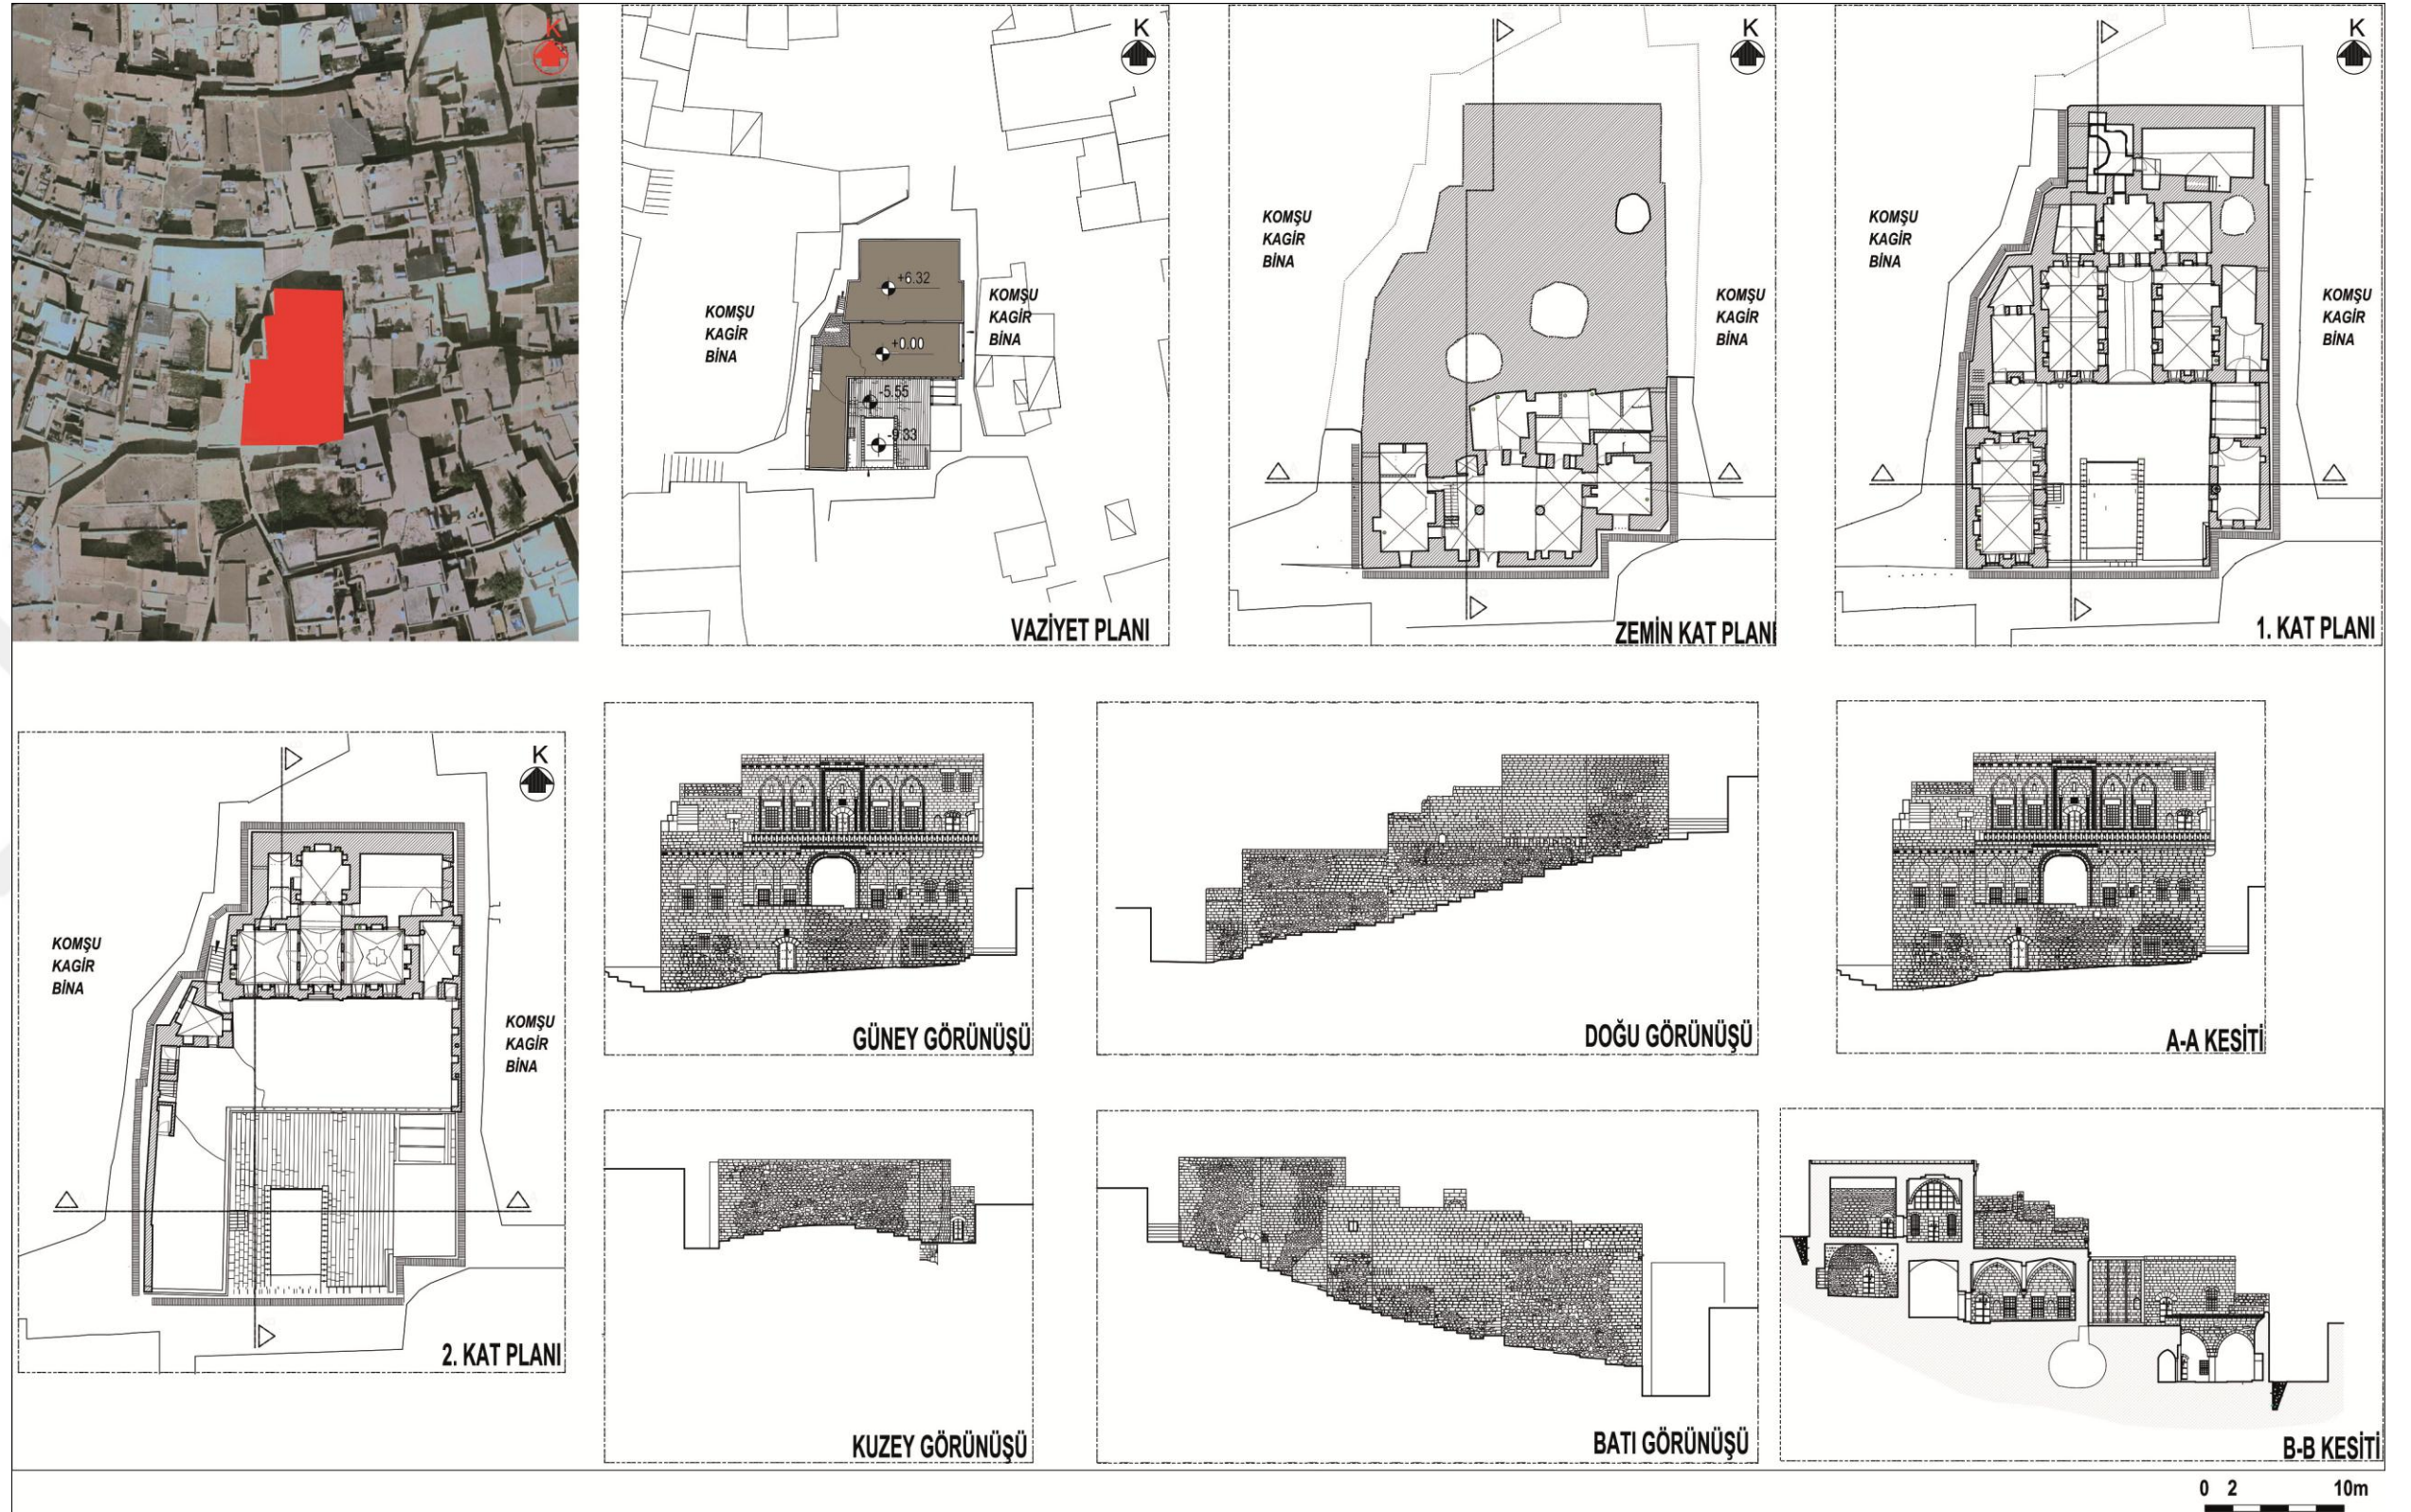 K
K
KOMŞU
KAGİR
BİNA
+6.32
KOMŞU
KAGİR
BİNA
+0.00
-5.55
-9.33
VAZİYET PLANI
K
KOMŞU
KAGİR
BİNA
KOMŞU
KAGİR
BİNA
ZEMİN KAT PLANI
K
KOMŞU
KAGİR
BİNA
KOMŞU
KAGİR
BİNA
1. KAT PLANI
K
KOMŞU
KAGİR
BİNA
KOMŞU
KAGİR
BİNA
2. KAT PLANI
GÜNEY GÖRÜNÜŞÜ
DOĞU GÖRÜNÜŞÜ
A-A KESİTİ
KUZEY GÖRÜNÜŞÜ
BATI GÖRÜNÜŞÜ
B-B KESİTİ
0 2 10m